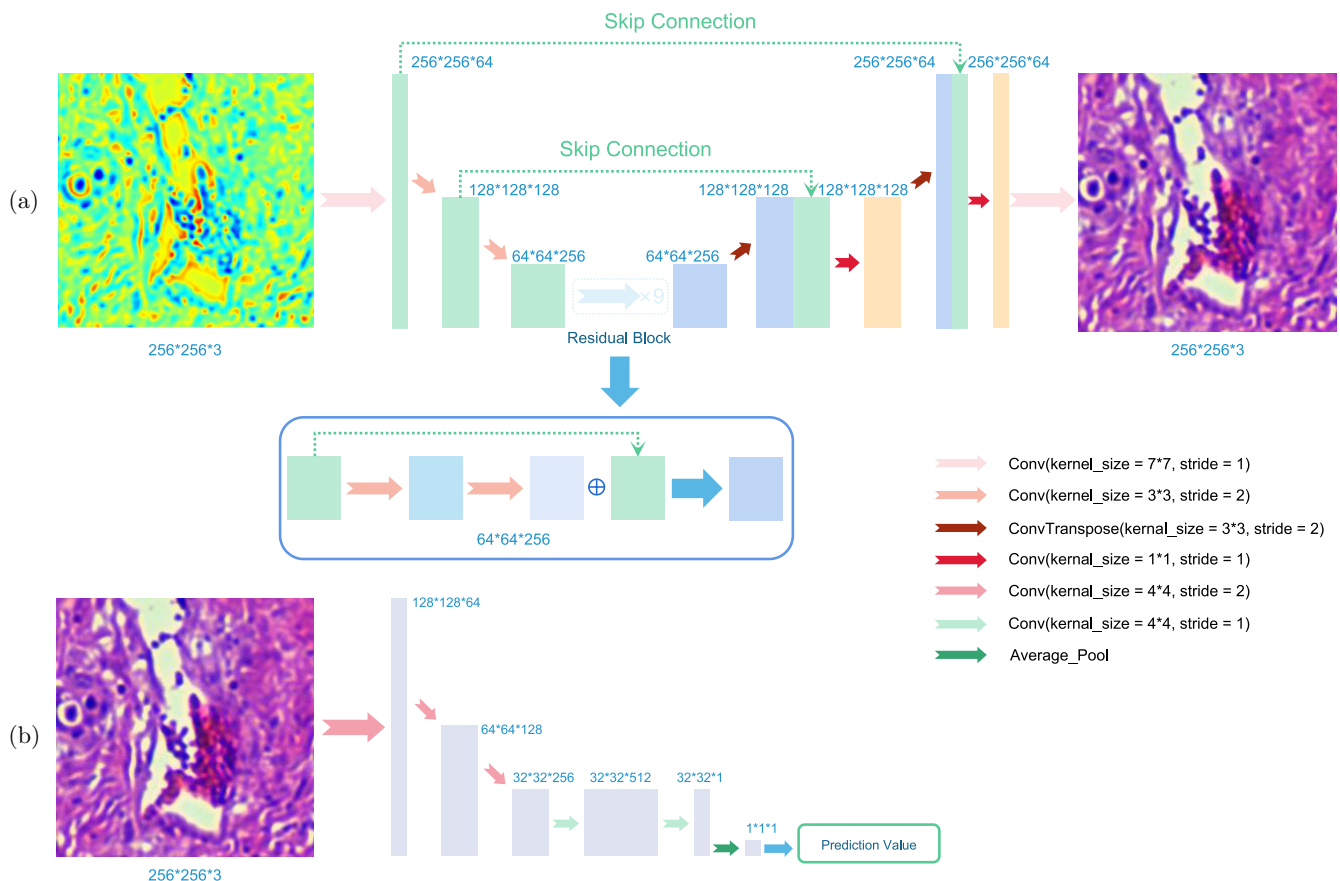 Skip Connection
256*256*64
256*256*64
256*256*64
Skip Connection
128*128*128
128*128*128
128*128*128
(a)
64*64*256
×9
64*64*256
Residual Block
256*256*3
256*256*3
64*64*256
Conv(kernel_size = 7*7, stride = 1)
Conv(kernel_size = 3*3, stride = 2)
ConvTranspose(kernal_size = 3*3, stride = 2)
Conv(kernal_size = 1*1, stride = 1)
Conv(kernal_size = 4*4, stride = 2)
Conv(kernal_size = 4*4, stride = 1)
Average_Pool
128*128*64
(b)
64*64*128
32*32*256
32*32*512
32*32*1
1*1*1
Prediction Value
256*256*3